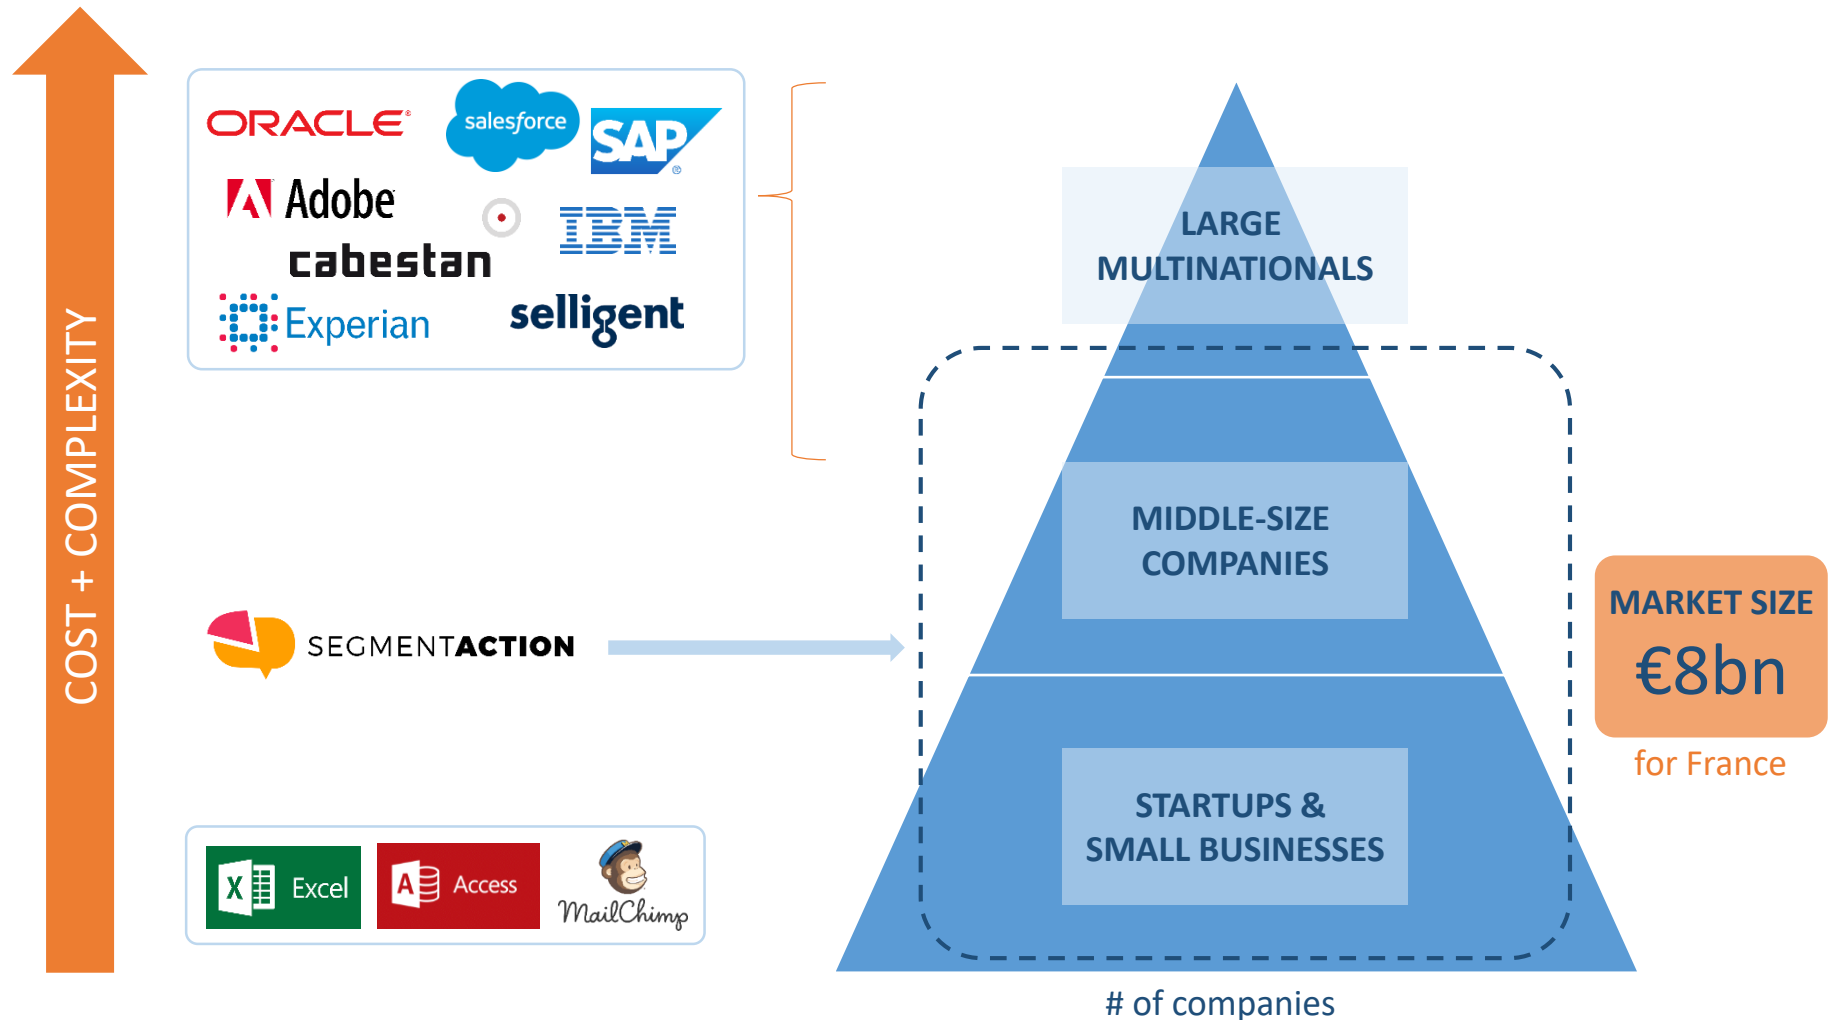 COST + COMPLEXITY
ORACLE®
salesforce
SAP®
Adobe
IBM
cabestan
Experian
selligent
SEGMENTACTION
Excel
Access
MailChimp
LARGE
MULTINATIONALS
MIDDLE-SIZE
COMPANIES
STARTUPS &
SMALL BUSINESSES
# of companies
MARKET SIZE
€8bn
for France